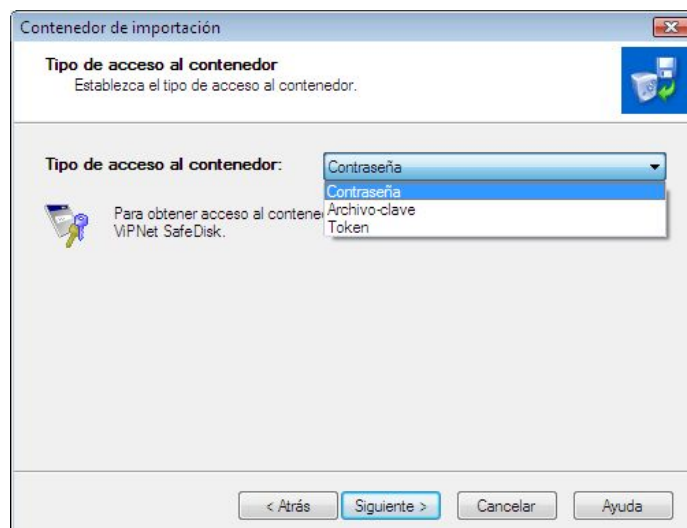 Contenedor de importación
Tipo de acceso al contenedor
Establezca el tipo de acceso al contenedor.
Tipo de acceso al contenedor:
Contraseña
Contraseña
Archivo-clave
Token
Para obtener acceso al
ViPNet SafeDisk.
< Atrás
Siguiente >
Cancelar
Ayuda